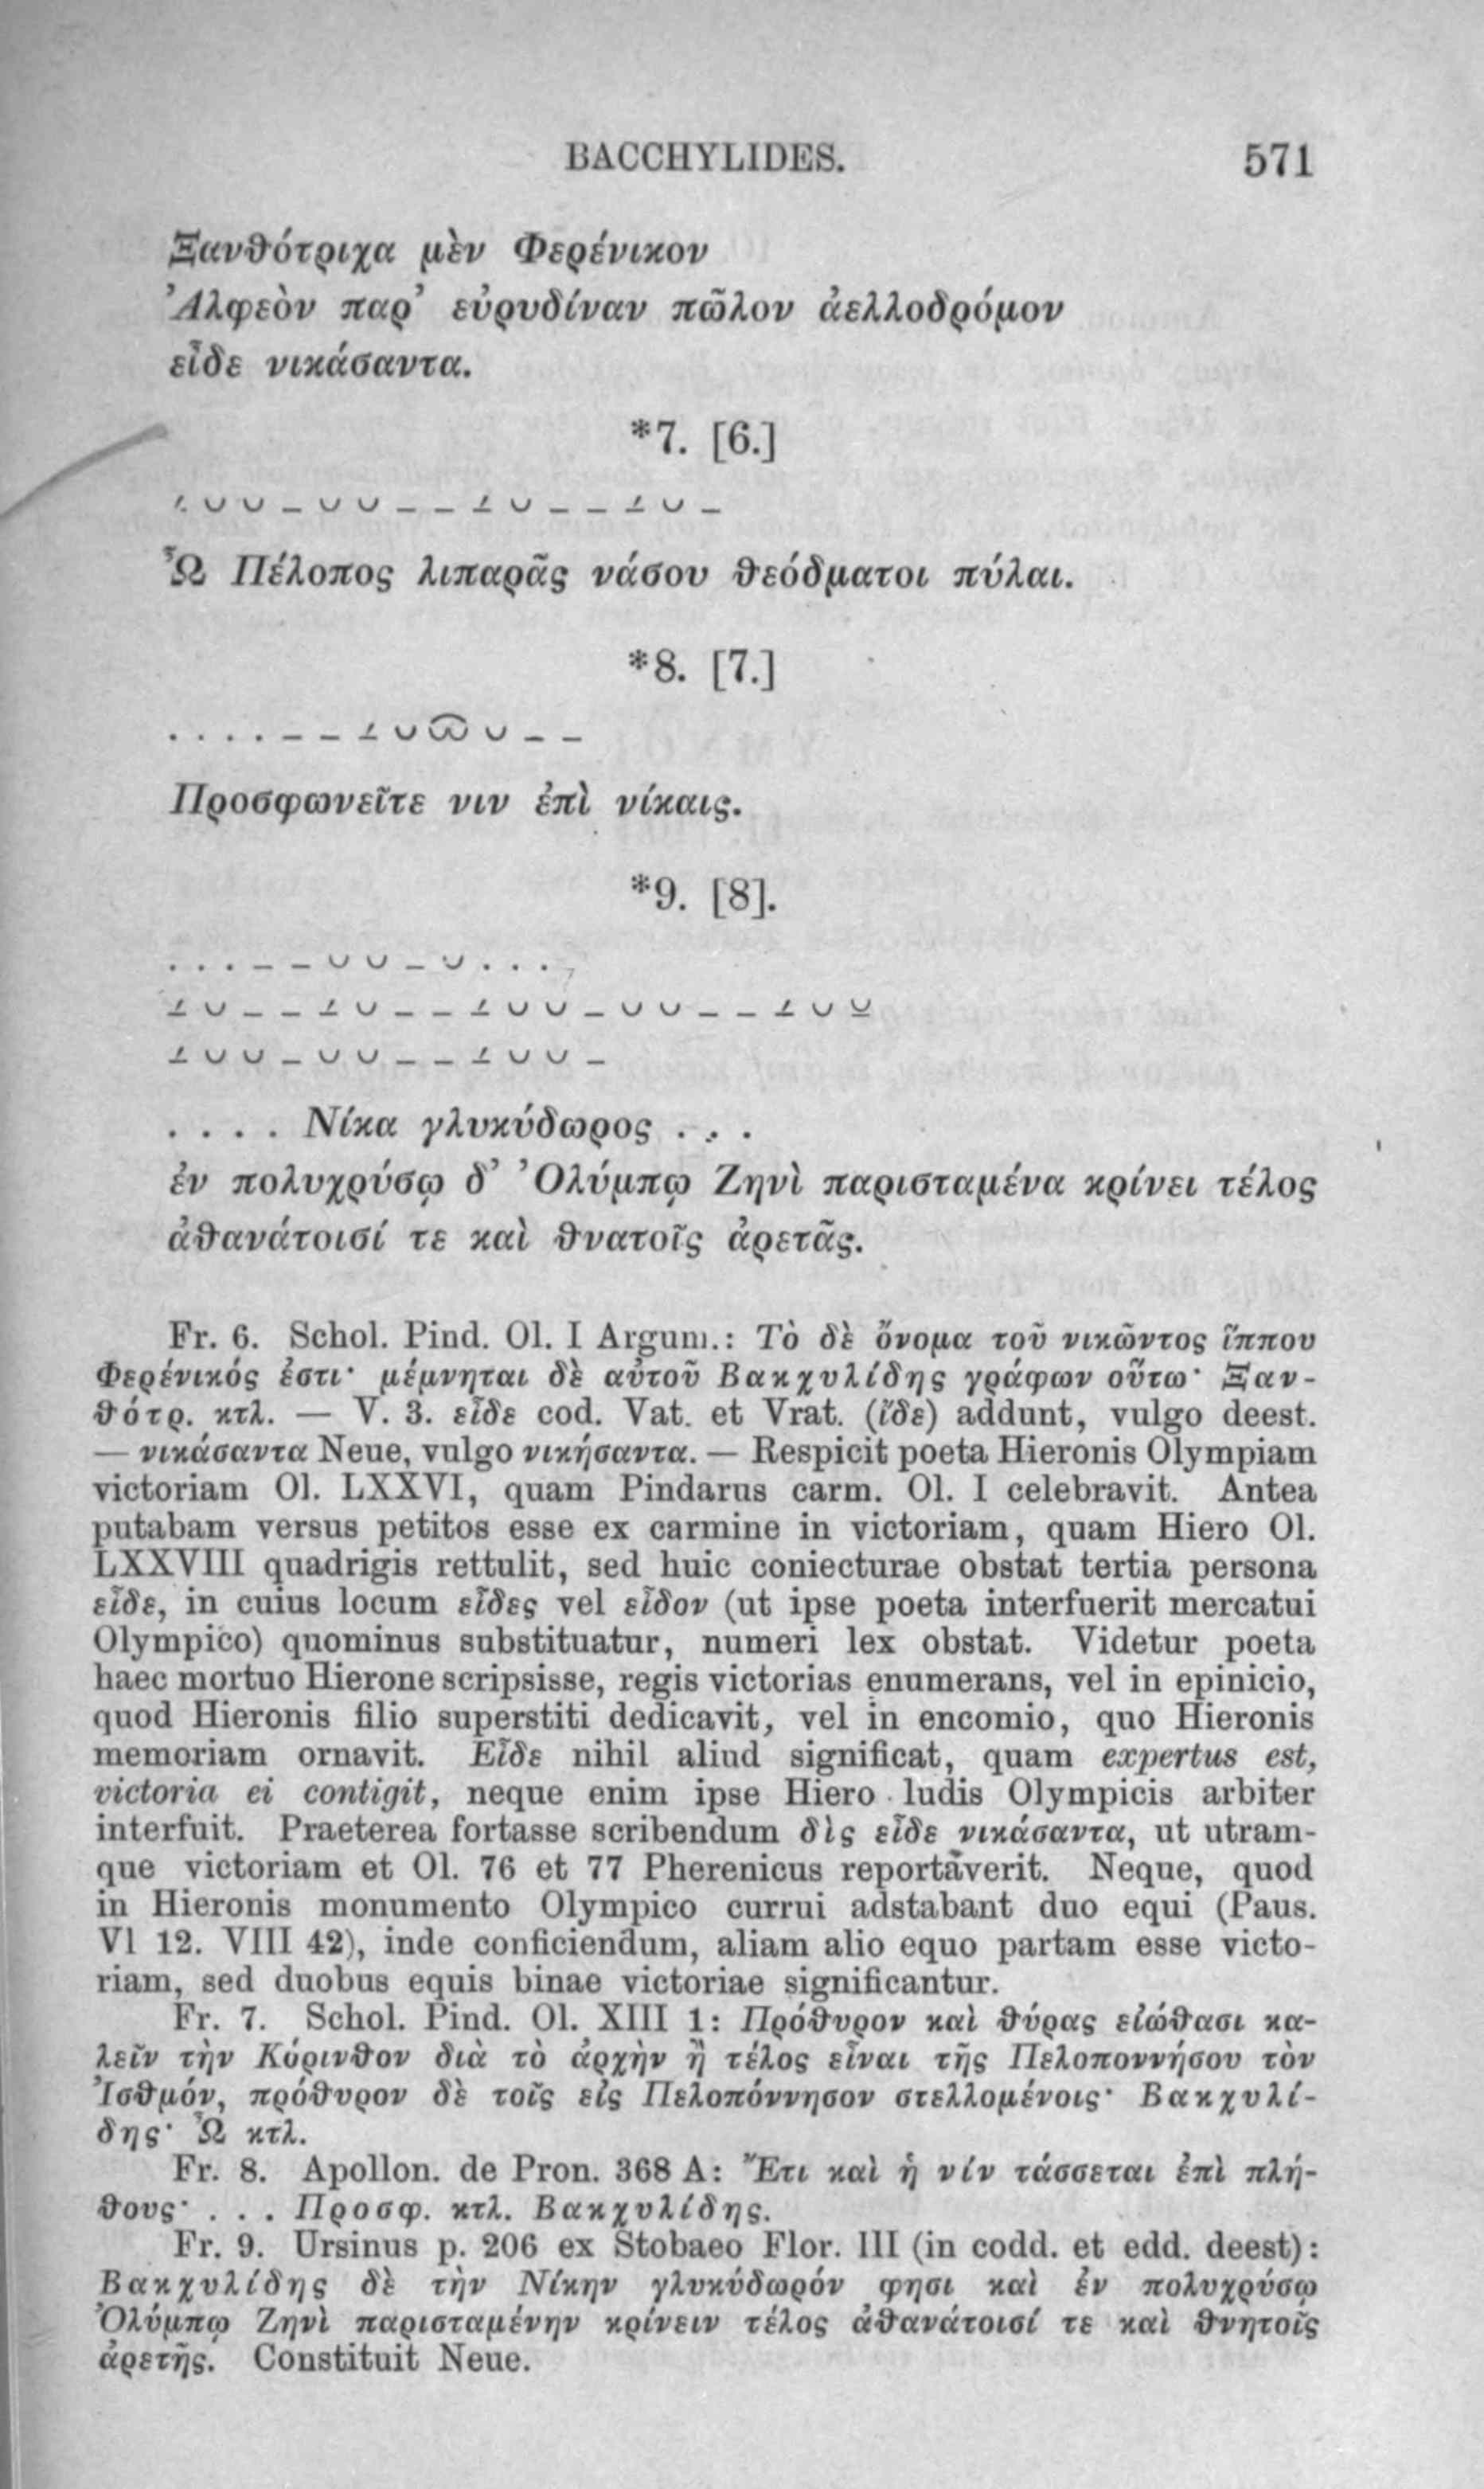 BACCHYLIDES. 571
Ξανθότριχα μὲν Φερένικον
Ἀλφεὸν παρ’ εὐρυδίναν πῶλον ἀελλοδρόμον
εἶδε νικάσαντα.
*7. [6.]
–́ ⏑ ⏑ – ⏑ ⏑ – – –́ ⏑ – – –́ ⏑ –
Ὦ Πέλοπος λιπαρᾶς νάσου θεόδματοι πύλαι.
*8. [7.]
. . . . – – –́ ⏑ ⏔ ⏑ – –
Προσφωνεῖτε νιν ἐπὶ νίκαις.
*9. [8].
. . . – – ⏑ ⏑ – ⏑ . . . ,
–́ ⏑ – – –́ ⏑ – – –́ ⏑ ⏑ – ⏑ ⏑ – – –́ ⏑ ⏓
–́ ⏑ ⏑ – ⏑ ⏑ – – –́ ⏑ ⏑ –
. . . . Νίκα γλυκύδωρος . . .
ἐν πολυχρύσῳ δ’ Ὀλύμπῳ Ζηνὶ παρισταμένα κρίνει τέλος
ἀθανάτοισί τε καὶ θνατοῖς ἀρετᾶς.
Fr. 6. Schol. Pind. Ol. I Argum.: Τὸ δὲ ὄνομα τοῦ νικῶντος ἵππου
Φερένικός ἐστι· μέμνηται δὲ αὐτοῦ Βακχυλίδης γράφων οὕτω· Ξαν-
θότρ. κτλ. — V. 3. εἶδε cod. Vat. et Vrat. (ἴδε) addunt, vulgo deest.
— νικάσαντα Neue, vulgo νικήσαντα. — Respicit poeta Hieronis Olympiam
victoriam Ol. LXXVI, quam Pindarus carm. Ol. I celebravit. Antea
putabam versus petitos esse ex carmine in victoriam, quam Hiero Ol.
LXXVIII quadrigis rettulit, sed huic coniecturae obstat tertia persona
εἶδε, in cuius locum εἶδες vel εἶδον (ut ipse poeta interfuerit mercatui
Olympico) quominus substituatur, numeri lex obstat. Videtur poeta
haec mortuo Hierone scripsisse, regis victorias enumerans, vel in epinicio,
quod Hieronis filio superstiti dedicavit, vel in encomio, quo Hieronis
memoriam ornavit. Εἶδε nihil aliud significat, quam expertus est,
victoria ei contigit, neque enim ipse Hiero ludis Olympicis arbiter
interfuit. Praeterea fortasse scribendum δὶς εἶδε νικάσαντα, ut utram-
que victoriam et Ol. 76 et 77 Pherenicus reportaverit. Neque, quod
in Hieronis monumento Olympico currui adstabant duo equi (Paus.
VI 12. VIII 42), inde conficiendum, aliam alio equo partam esse victo-
riam, sed duobus equis binae victoriae significantur.
Fr. 7. Schol. Pind. Ol. XIII 1: Πρόθυρον καὶ θύρας εἰώθασι κα-
λεῖν τὴν Κόρινθον διὰ τὸ ἀρχὴν ἢ τέλος εἶναι τῆς Πελοποννήσου τὸν
Ἰσθμόν, πρόθυρον δὲ τοῖς εἰς Πελοπόννησον στελλομένοις· Βακχυλί-
δης· Ὦ κτλ.
Fr. 8. Apollon. de Pron. 368 A: Ἔτι καὶ ἡ νίν τάσσεται ἐπὶ πλή-
θους· . . . Προσφ. κτλ. Βακχυλίδης.
Fr. 9. Ursinus p. 206 ex Stobaeo Flor. III (in codd. et edd. deest):
Βακχυλίδης δὲ τὴν Νίκην γλυκύδωρόν φησι καὶ ἐν πολυχρύσῳ
Ὀλύμπῳ Ζηνὶ παρισταμένην κρίνειν τέλος ἀθανάτοισί τε καὶ θνητοῖς
ἀρετῆς. Constituit Neue.